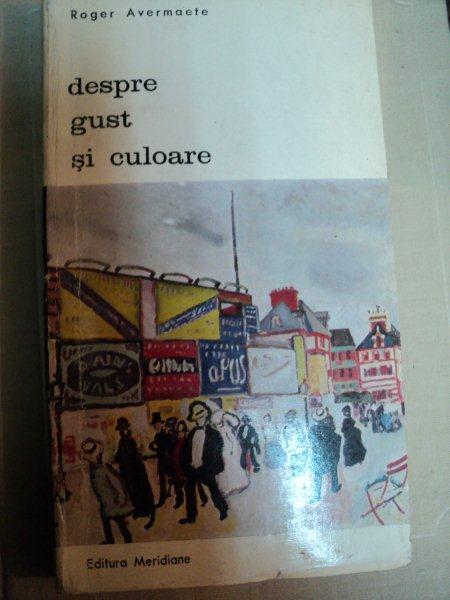 Roger Avermaete
despre
gust
și culoare
Editura Meridiane